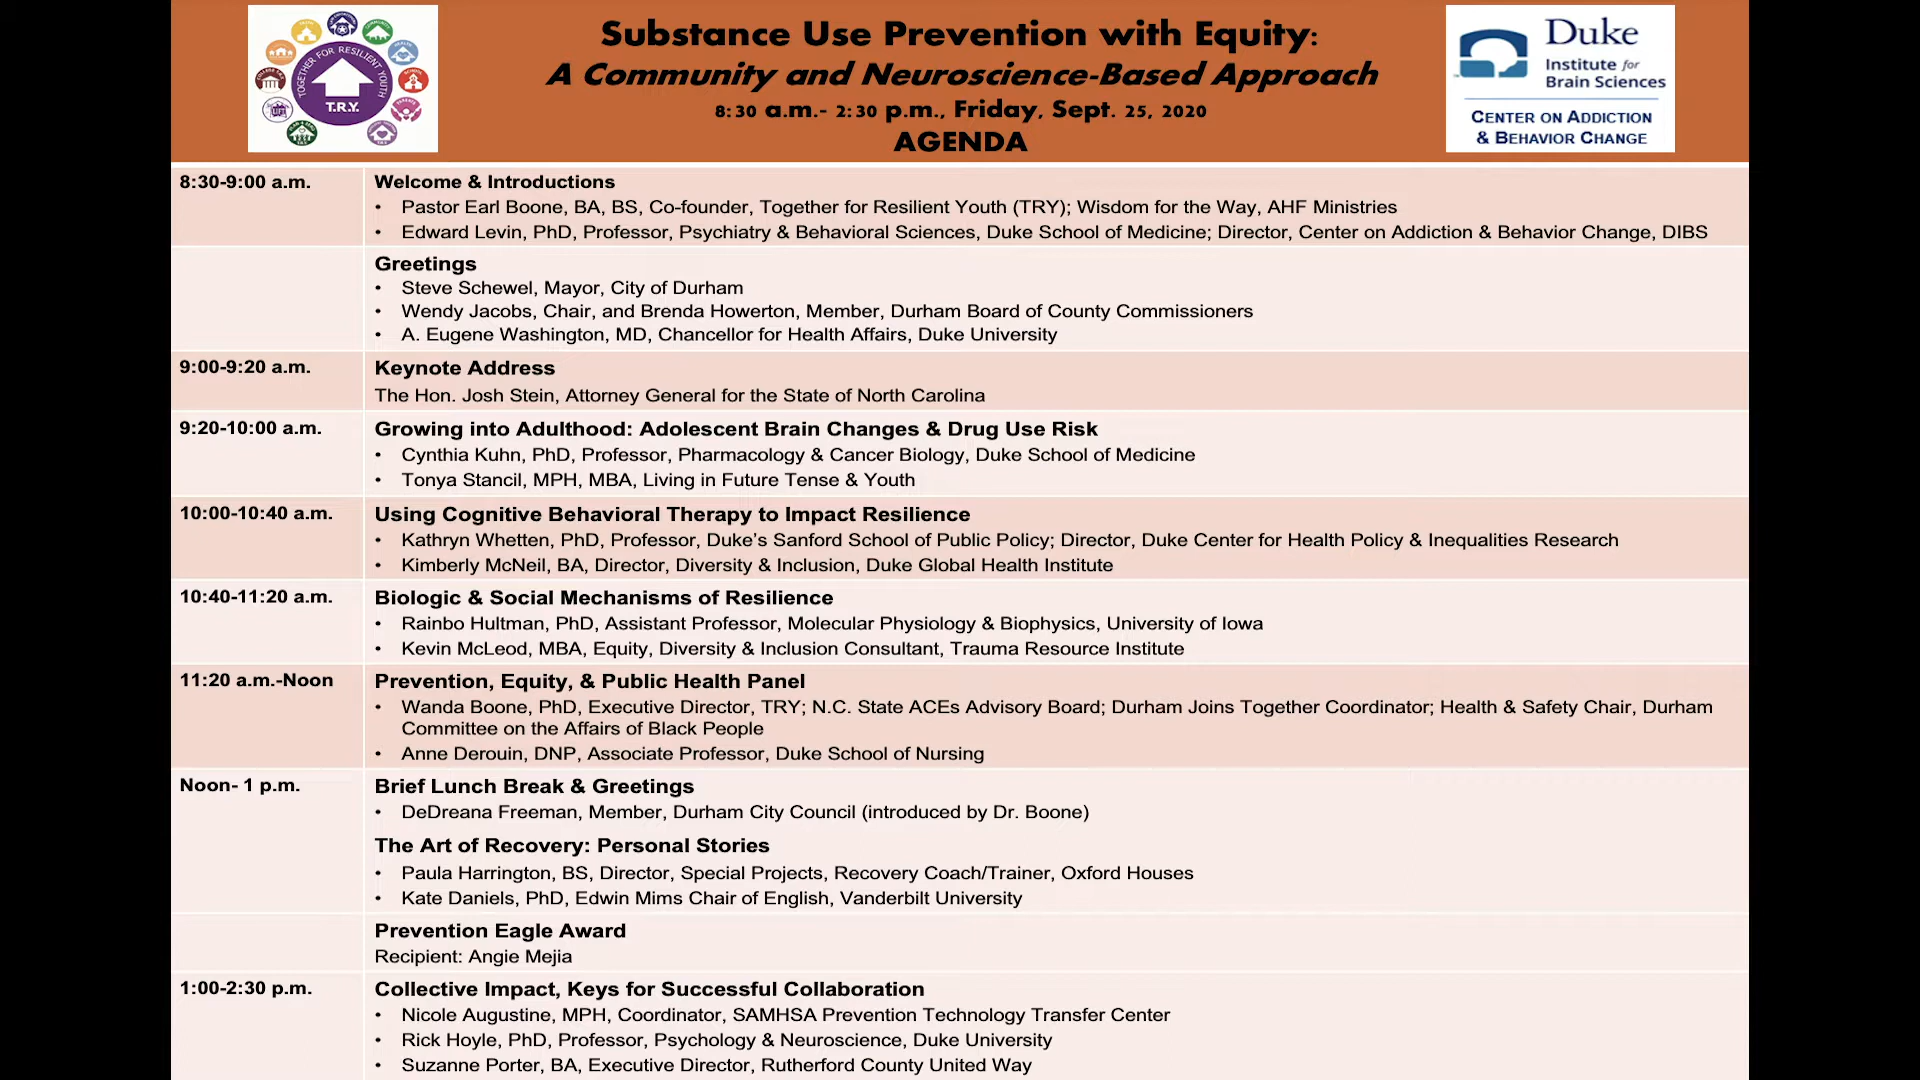 TOGETHER FOR RESILIENT YOUTH
T.R.Y.
Substance Use Prevention with Equity:
A Community and Neuroscience-Based Approach
8:30 a.m.- 2:30 p.m., Friday, Sept. 25, 2020
AGENDA
Duke
Institute for
Brain Sciences
CENTER ON ADDICTION
& BEHAVIOR CHANGE
8:30-9:00 a.m.
Welcome & Introductions
• Pastor Earl Boone, BA, BS, Co-founder, Together for Resilient Youth (TRY); Wisdom for the Way, AHF Ministries
• Edward Levin, PhD, Professor, Psychiatry & Behavioral Sciences, Duke School of Medicine; Director, Center on Addiction & Behavior Change, DIBS
Greetings
• Steve Schewel, Mayor, City of Durham
• Wendy Jacobs, Chair, and Brenda Howerton, Member, Durham Board of County Commissioners
• A. Eugene Washington, MD, Chancellor for Health Affairs, Duke University
9:00-9:20 a.m.
Keynote Address
The Hon. Josh Stein, Attorney General for the State of North Carolina
9:20-10:00 a.m.
Growing into Adulthood: Adolescent Brain Changes & Drug Use Risk
• Cynthia Kuhn, PhD, Professor, Pharmacology & Cancer Biology, Duke School of Medicine
• Tonya Stancil, MPH, MBA, Living in Future Tense & Youth
10:00-10:40 a.m.
Using Cognitive Behavioral Therapy to Impact Resilience
• Kathryn Whetten, PhD, Professor, Duke's Sanford School of Public Policy; Director, Duke Center for Health Policy & Inequalities Research
• Kimberly McNeil, BA, Director, Diversity & Inclusion, Duke Global Health Institute
10:40-11:20 a.m.
Biologic & Social Mechanisms of Resilience
• Rainbo Hultman, PhD, Assistant Professor, Molecular Physiology & Biophysics, University of Iowa
• Kevin McLeod, MBA, Equity, Diversity & Inclusion Consultant, Trauma Resource Institute
11:20 a.m.-Noon
Prevention, Equity, & Public Health Panel
• Wanda Boone, PhD, Executive Director, TRY; N.C. State ACEs Advisory Board; Durham Joins Together Coordinator; Health & Safety Chair, Durham
Committee on the Affairs of Black People
• Anne Derouin, DNP, Associate Professor, Duke School of Nursing
Noon- 1 p.m.
Brief Lunch Break & Greetings
• DeDreana Freeman, Member, Durham City Council (introduced by Dr. Boone)
The Art of Recovery: Personal Stories
• Paula Harrington, BS, Director, Special Projects, Recovery Coach/Trainer, Oxford Houses
• Kate Daniels, PhD, Edwin Mims Chair of English, Vanderbilt University
Prevention Eagle Award
Recipient: Angie Mejia
1:00-2:30 p.m.
Collective Impact, Keys for Successful Collaboration
• Nicole Augustine, MPH, Coordinator, SAMHSA Prevention Technology Transfer Center
• Rick Hoyle, PhD, Professor, Psychology & Neuroscience, Duke University
• Suzanne Porter, BA, Executive Director, Rutherford County United Way